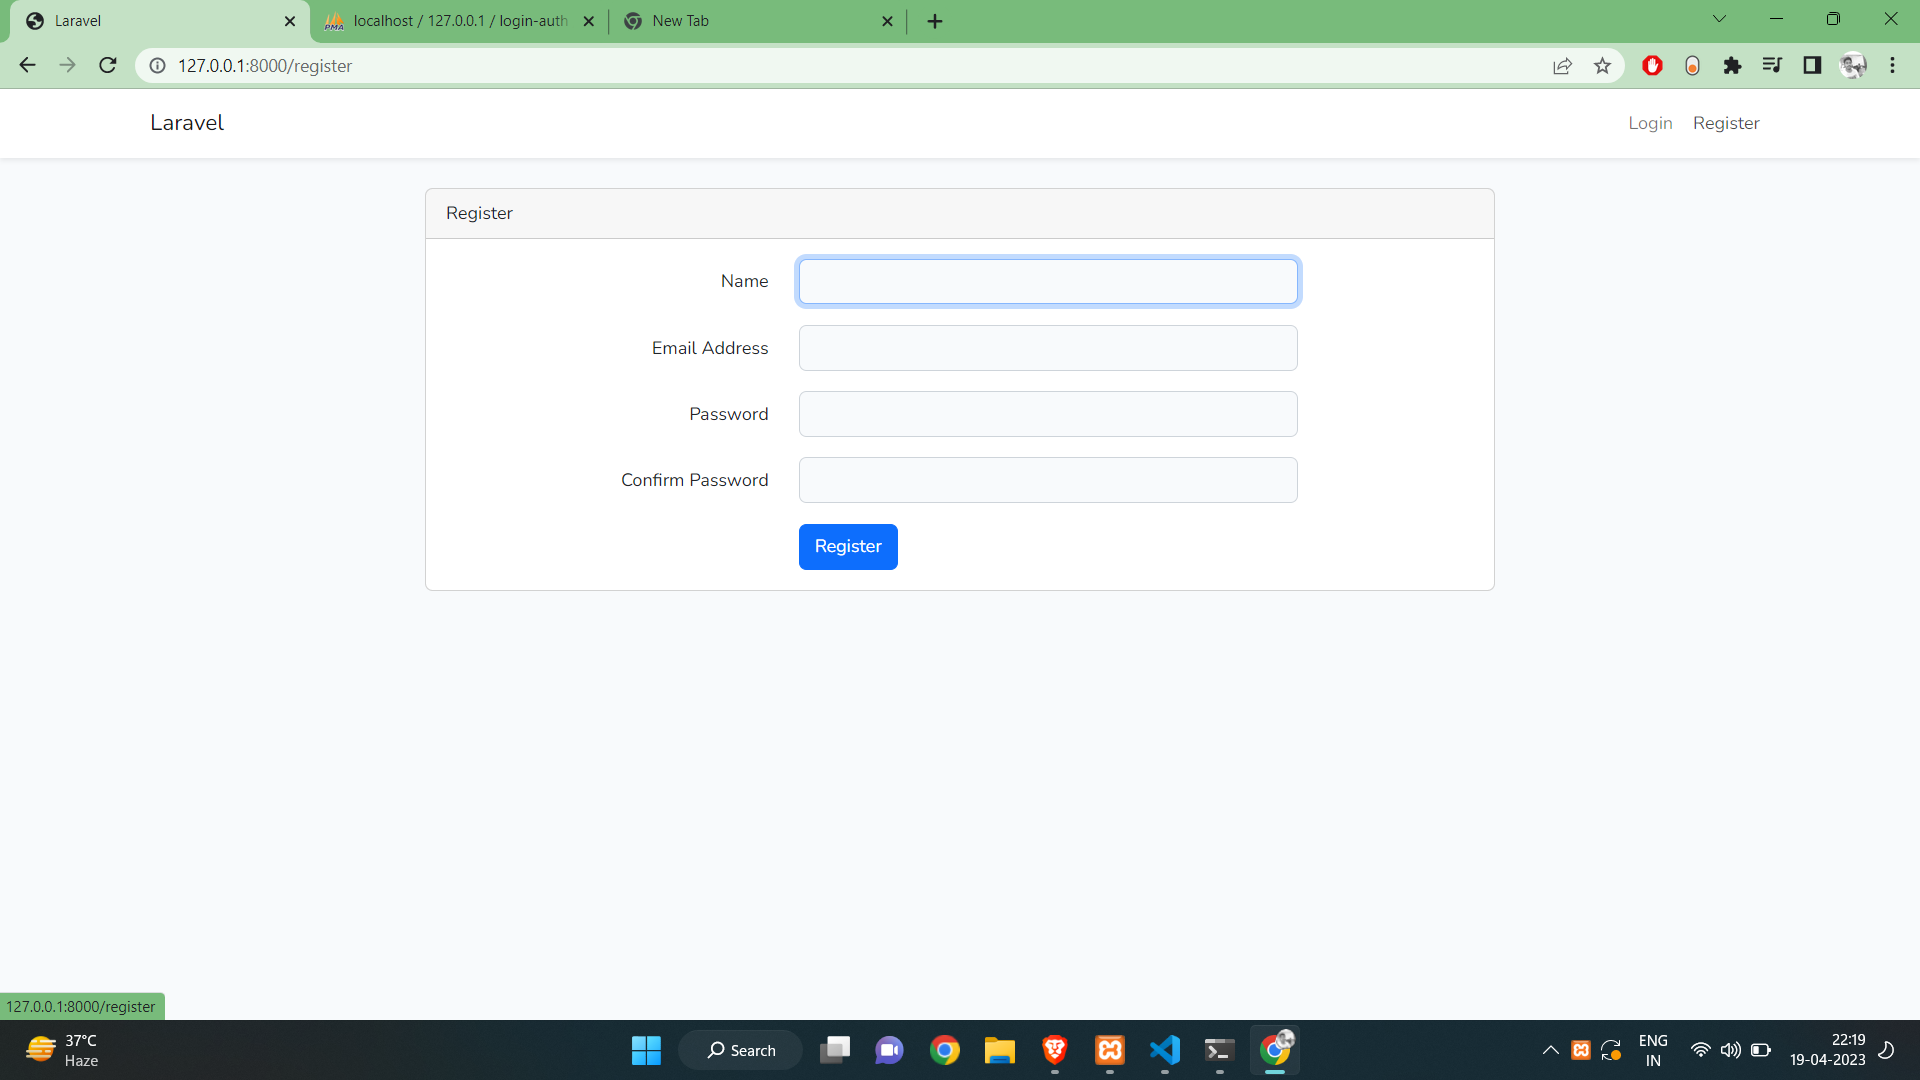 Laravel
localhost / 127.0.0.1 / login-auth
New Tab
127.0.0.1:8000/register
Laravel
Login
Register
Register
Name
Email Address
Password
Confirm Password
Register
127.0.0.1:8000/register
37°C
Haze
Search
ENG
IN
22:19
19-04-2023